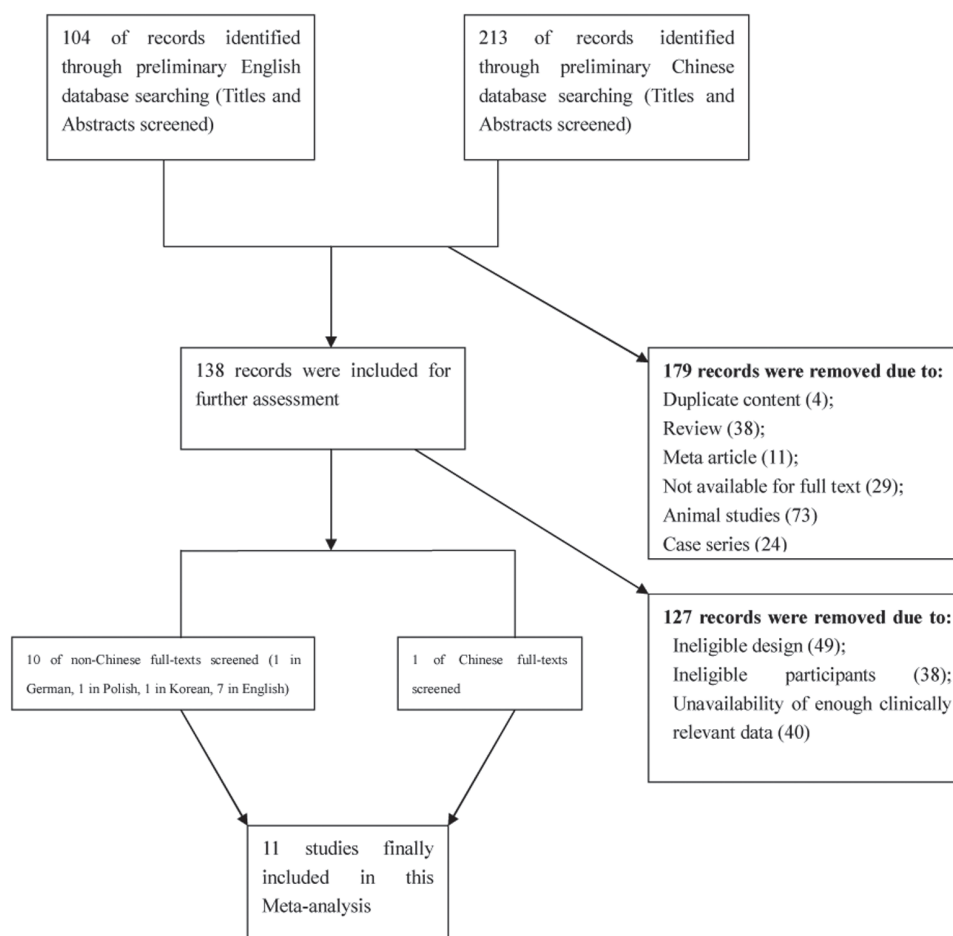 104 of records identified
through preliminary English
database searching (Titles and
Abstracts screened)
213 of records identified
through preliminary Chinese
database searching (Titles and
Abstracts screened)
138 records were included for
further assessment
179 records were removed due to:
Duplicate content (4);
Review (38);
Meta article (11);
Not available for full text (29);
Animal studies (73)
Case series (24)
127 records were removed due to:
Ineligible design (49);
Ineligible participants (38);
Unavailability of enough clinically
relevant data (40)
10 of non-Chinese full-texts screened (1 in
German, 1 in Polish, 1 in Korean, 7 in English)
1 of Chinese full-texts
screened
11 studies finally
included in this
Meta-analysis